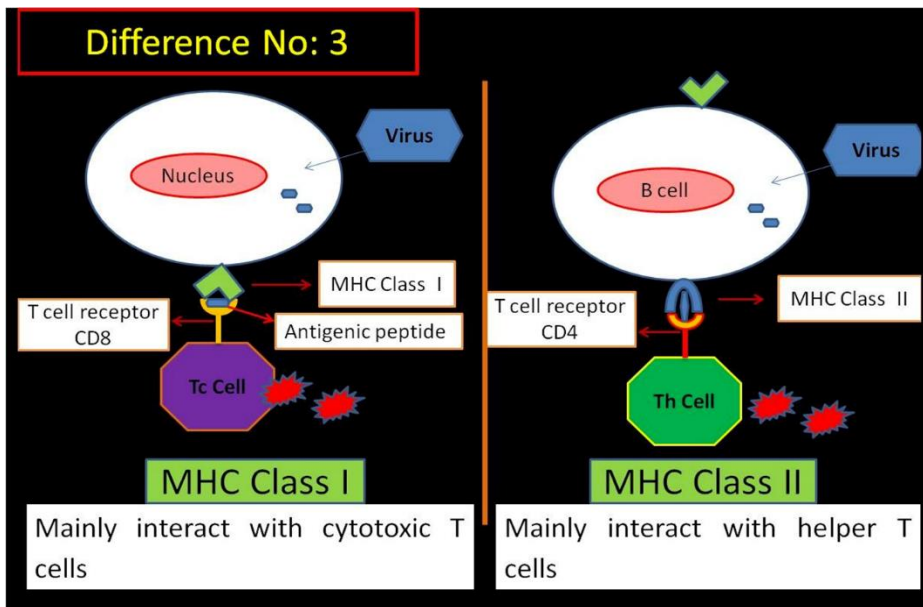 Difference No: 3
Virus
Nucleus
MHC Class I
T cell receptor
CD8
Antigenic peptide
Tc Cell
MHC Class I
Mainly interact with cytotoxic T
cells
Virus
B cell
MHC Class II
T cell receptor
CD4
Th Cell
MHC Class II
Mainly interact with helper T
cells